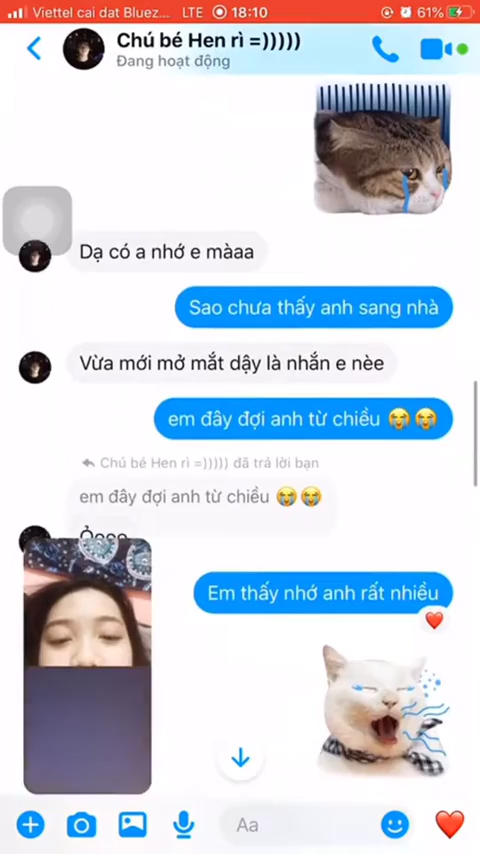 Viettel cai dat Bluez... LTE 18:10 61%
Chú bé Hen rì =)))))
Đang hoạt động
Dạ có a nhớ e màaa
Sao chưa thấy anh sang nhà
Vừa mới mở mắt dậy là nhắn e nèe
em đây đợi anh từ chiều 😭😭
Chú bé Hen rì =))))) đã trả lời bạn
em đây đợi anh từ chiều 😭😭
Em thấy nhớ anh rất nhiều
Aa